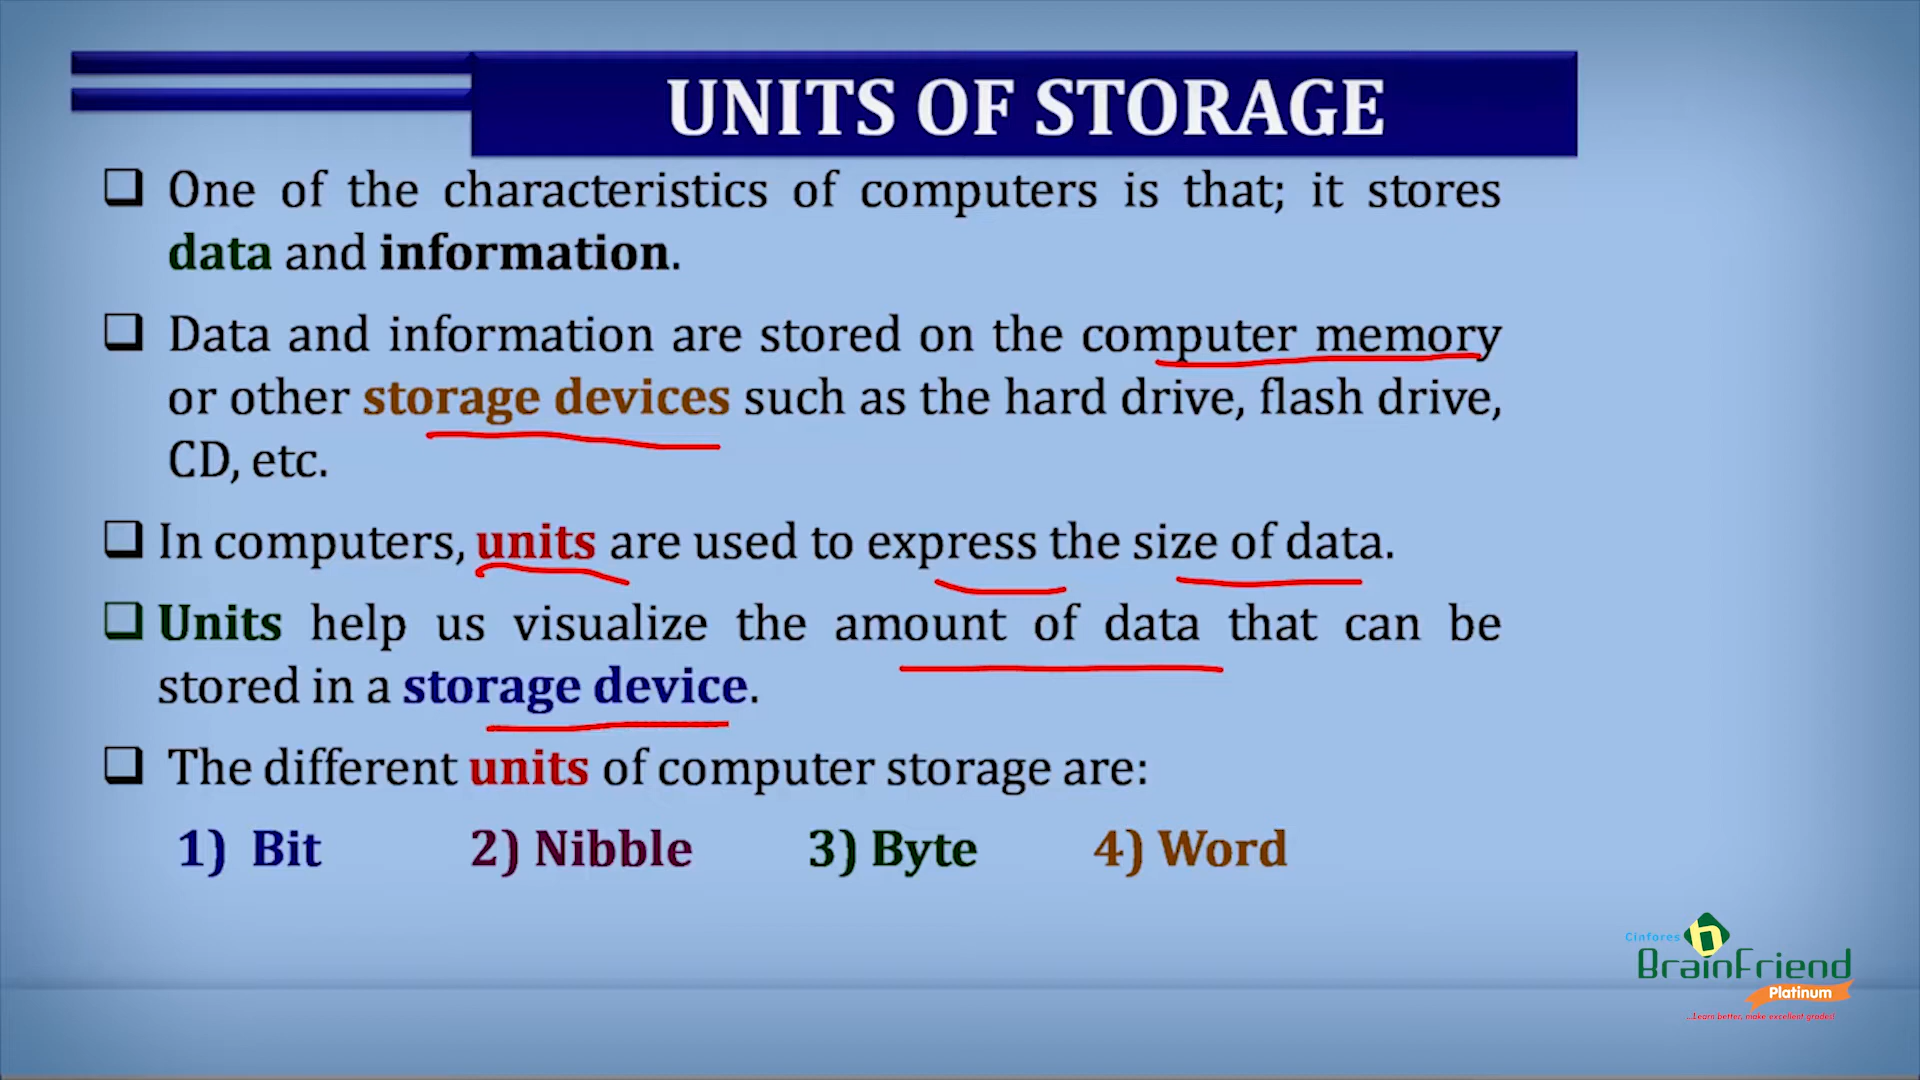 UNITS OF STORAGE
One of the characteristics of computers is that; it stores
data and information.
Data and information are stored on the computer memory
or other storage devices such as the hard drive, flash drive,
CD, etc.
In computers, units are used to express the size of data.
Units help us visualize the amount of data that can be
stored in a storage device.
The different units of computer storage are:
1) Bit 2) Nibble 3) Byte 4) Word
Cinfores
BrainFriend
Platinum
...Learn better, make excellent grades!